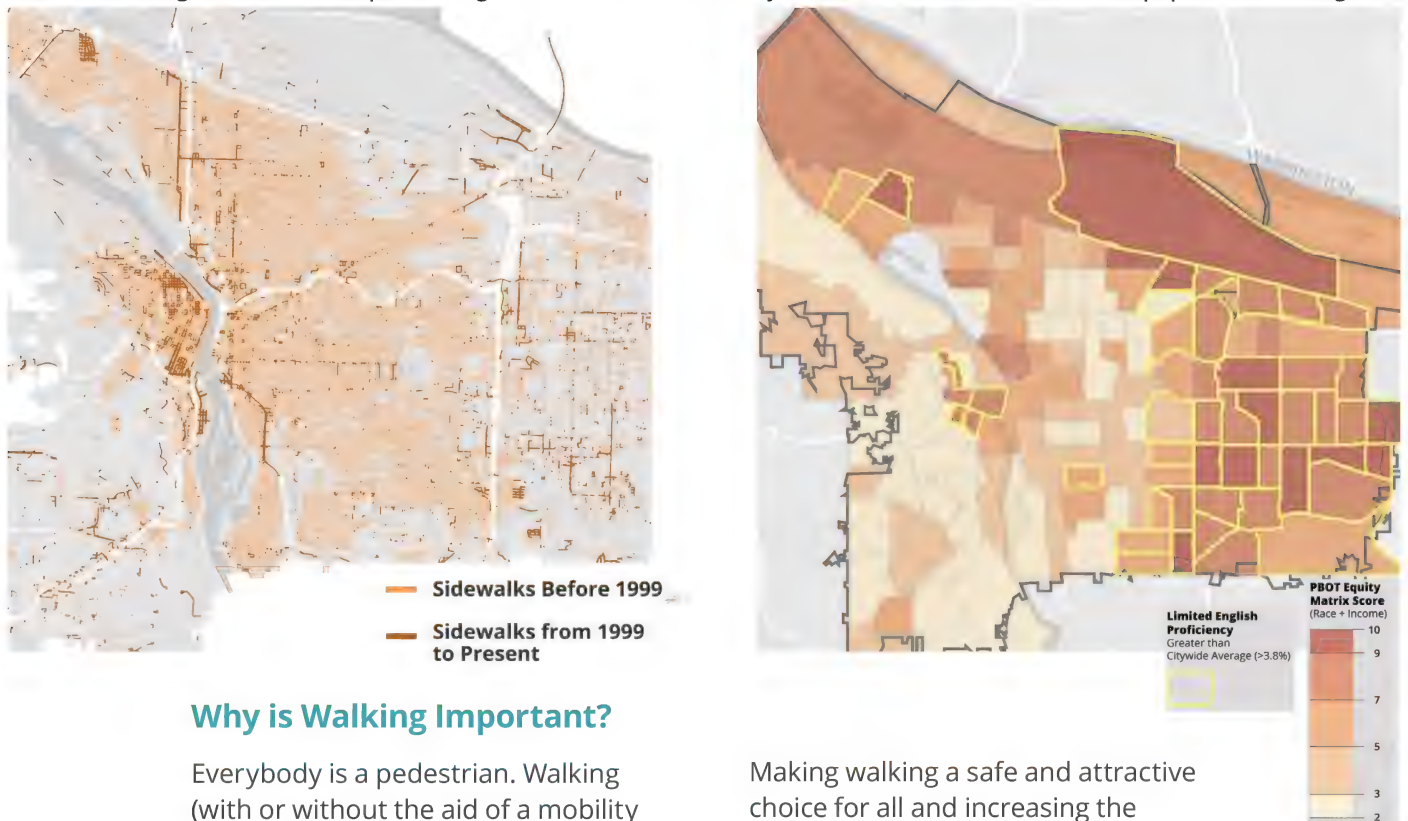 Sidewalks Before 1999
Sidewalks from 1999
to Present
WASHINGTON
Limited English
Proficiency
Greater than
Citywide Average (>3.8%)
PBOT Equity
Matrix Score
(Race + Income)
10
9
7
5
3
2
Why is Walking Important?
Everybody is a pedestrian. Walking
(with or without the aid of a mobility
Making walking a safe and attractive
choice for all and increasing the